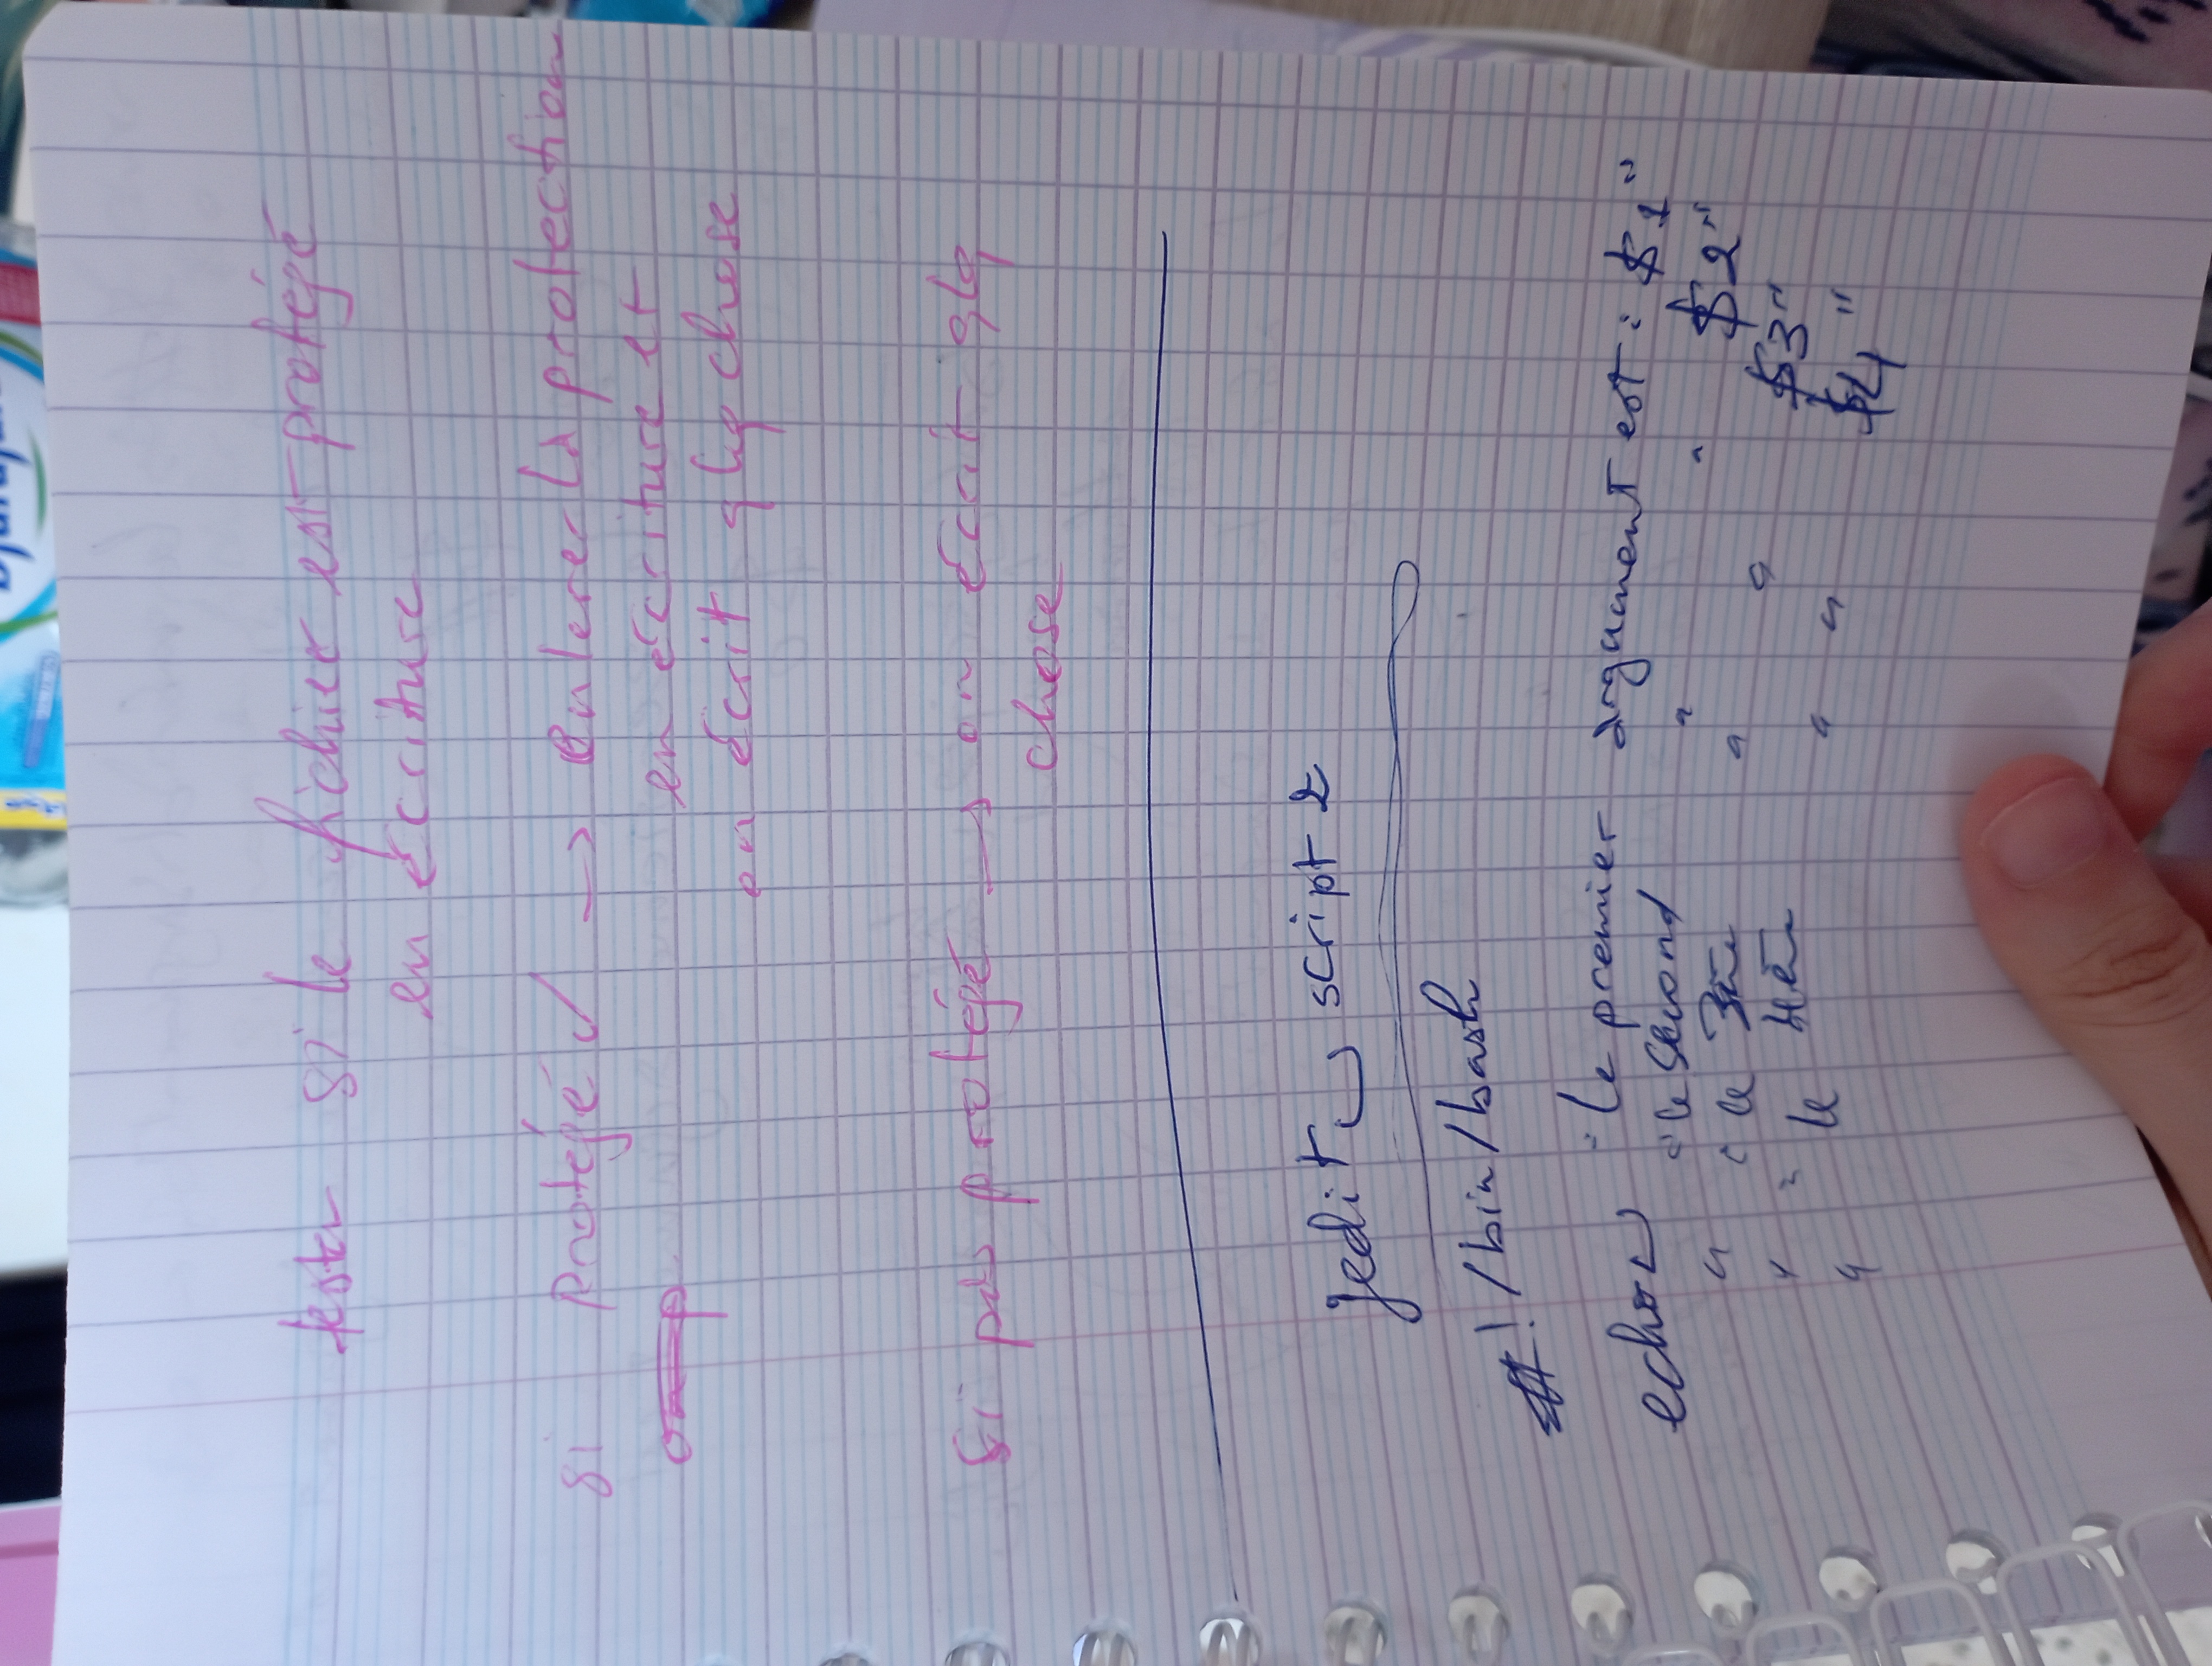 tester si le fichier est protégé
en écriture
si protégé ✓ → enlever la protection
en écriture et
on écrit qlq chose
si pas protégé → on écrit qlq
chose
gedit ␣ script 2
#!/bin/bash
echo ␣ "le premier argument est : $1"
" "le second " " $2"
" "le 3ème " " $3"
" "le 4ème " " $4"